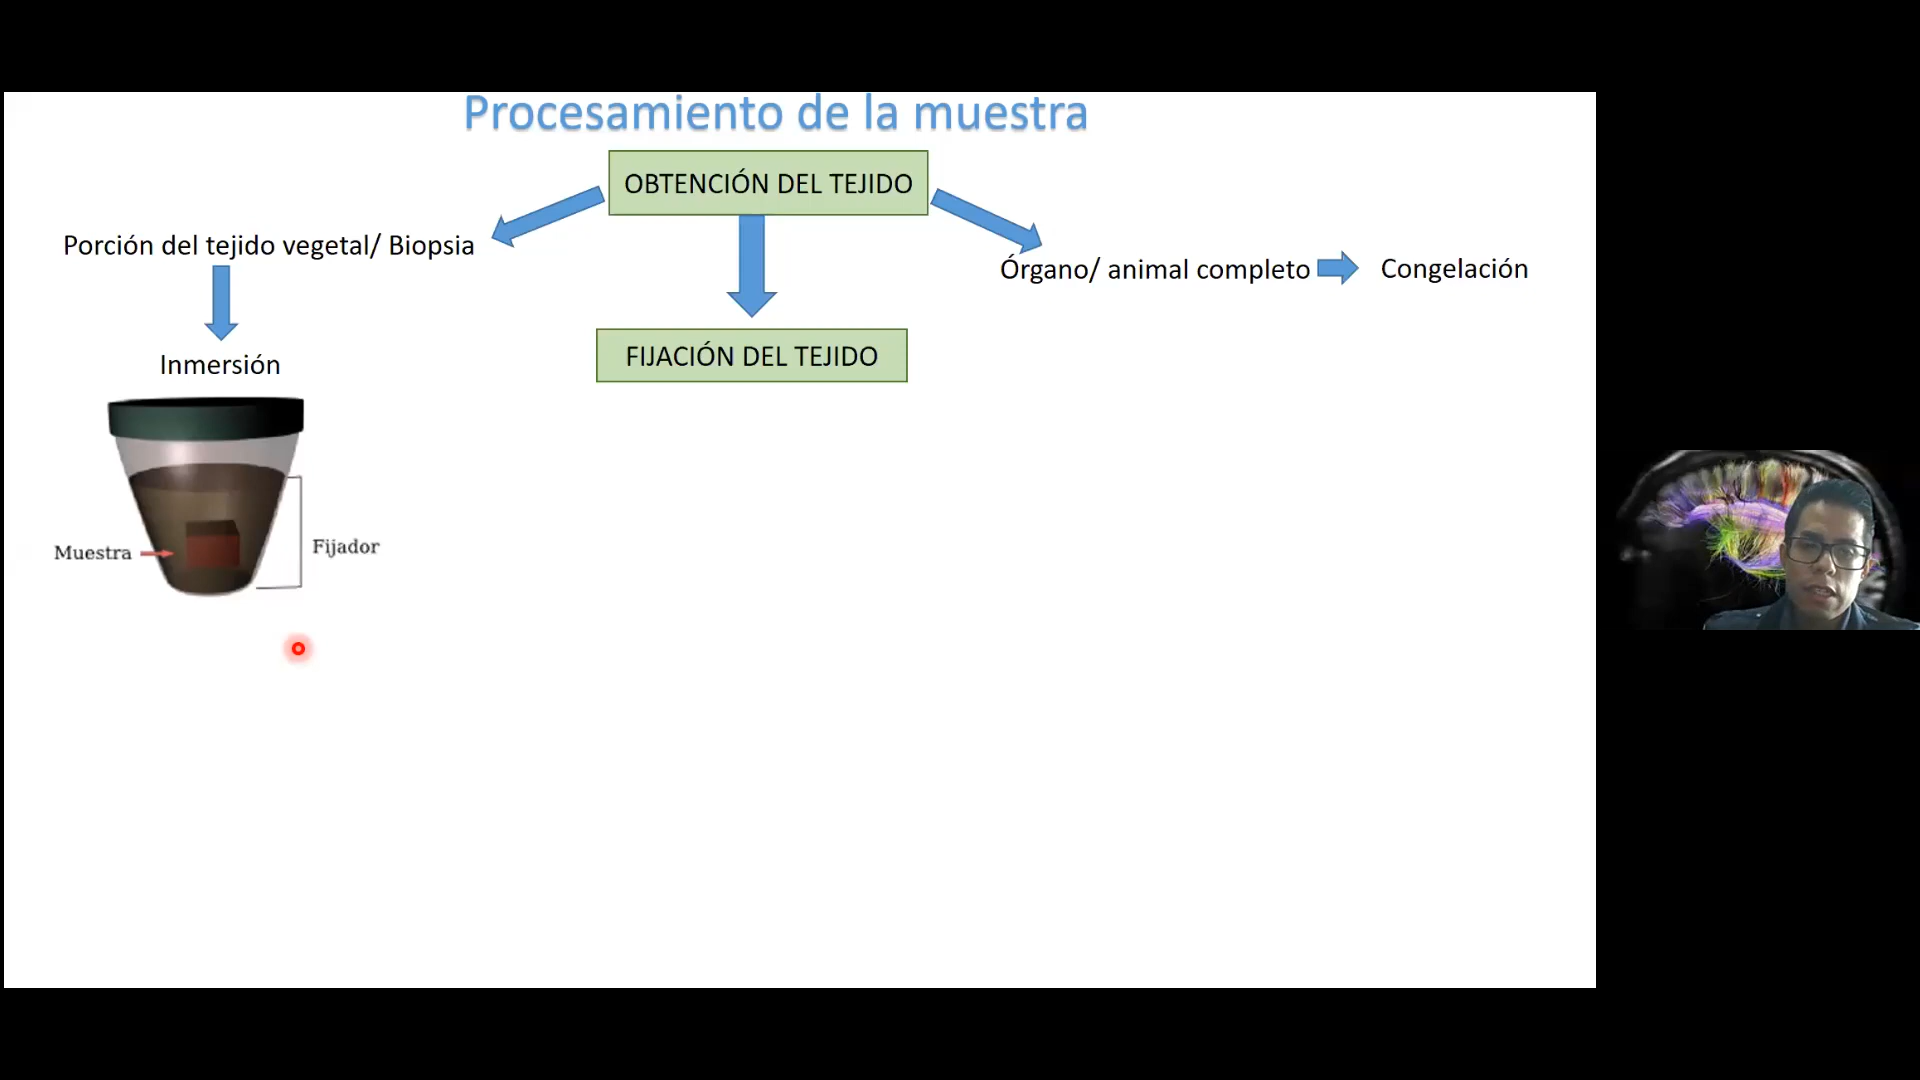 Procesamiento de la muestra
OBTENCIÓN DEL TEJIDO
Porción del tejido vegetal/ Biopsia
Órgano/ animal completo
Congelación
Inmersión
FIJACIÓN DEL TEJIDO
Muestra
Fijador